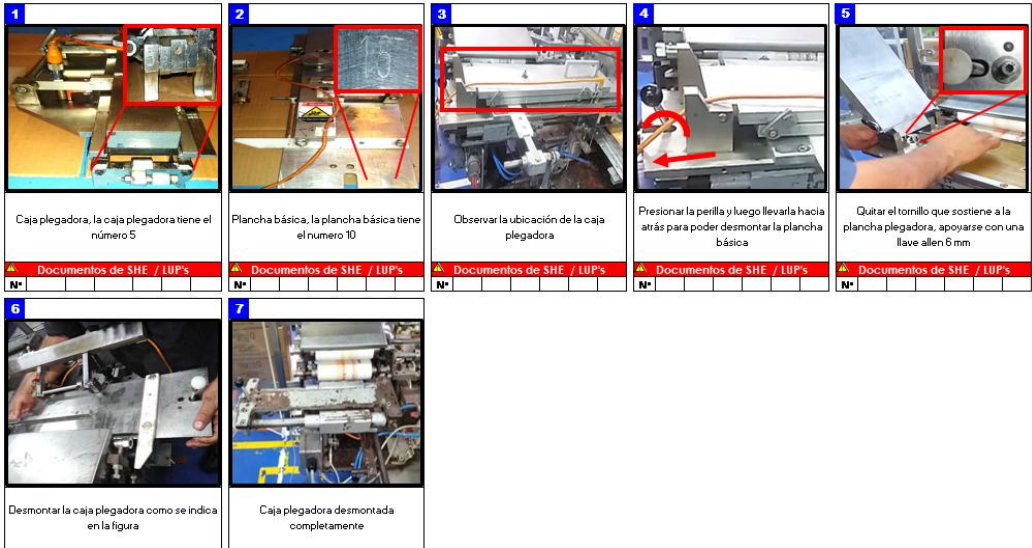 1
Caja plegadora, la caja plegadora tiene el
número 5
Documentos de SHE / LUP's
N°
2
Plancha básica, la plancha básica tiene
el numero 10
Documentos de SHE / LUP's
N°
3
Observar la ubicación de la caja
plegadora
Documentos de SHE / LUP's
N°
4
Presionar la perilla y luego llevarla hacia
atrás para poder desmontar la plancha
básica
Documentos de SHE / LUP's
N°
5
Quitar el tornillo que sostiene a la
plancha plegadora, apoyarse con una
llave allen 6 mm
Documentos de SHE / LUP's
N°
6
Desmontar la caja plegadora como se indica
en la figura
7
Caja plegadora desmontada
completamente